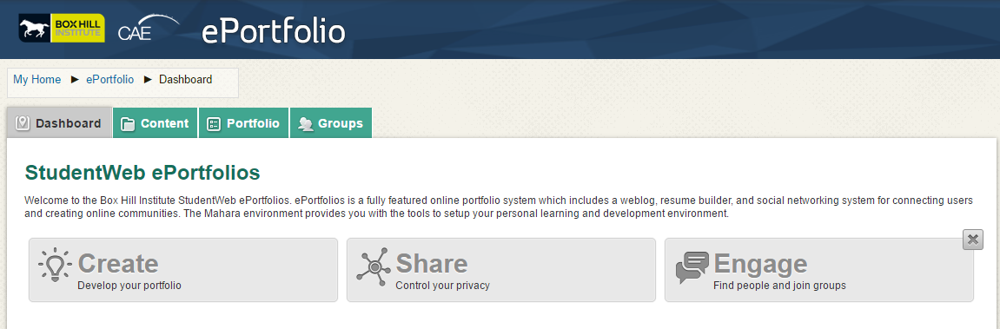 BOX HILL
INSTITUTE
CAE
ePortfolio
My Home ► ePortfolio ► Dashboard
Dashboard Content Portfolio Groups
StudentWeb ePortfolios
Welcome to the Box Hill Institute StudentWeb ePortfolios. ePortfolios is a fully featured online portfolio system which includes a weblog, resume builder, and social networking system for connecting users
and creating online communities. The Mahara environment provides you with the tools to setup your personal learning and development environment.
Create
Develop your portfolio
Share
Control your privacy
Engage
Find people and join groups